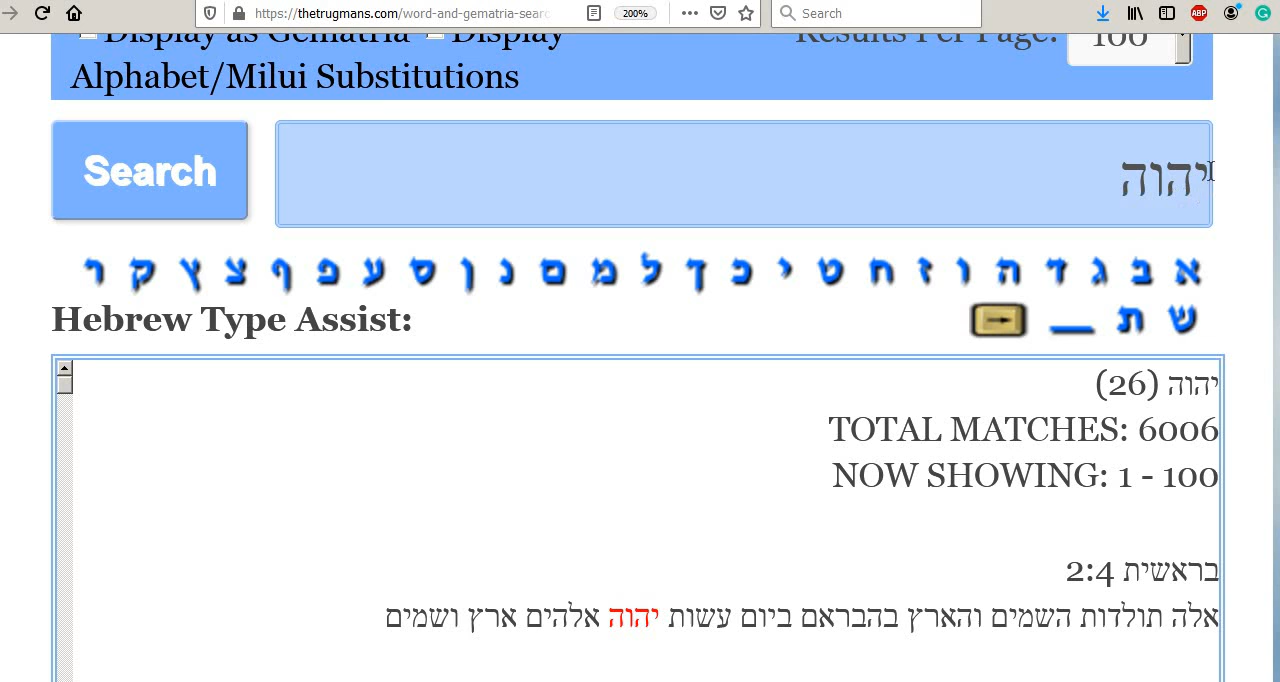 https://thetrugmans.com/word-and-gematria-searc
200%
Search
ABP
Display as Gematria Display
Alphabet/Milui Substitutions
Results Per Page: 100
Search
יהוה
א ב ג ד ה ו ז ח ט י כ ך ל מ ם נ ן ס ע פ ף צ ץ ק ר
Hebrew Type Assist:
ש ת
יהוה (26)
TOTAL MATCHES: 6006
NOW SHOWING: 1 - 100
בראשית 2:4
אלה תולדות השמים והארץ בהבראם ביום עשות יהוה אלהים ארץ ושמים